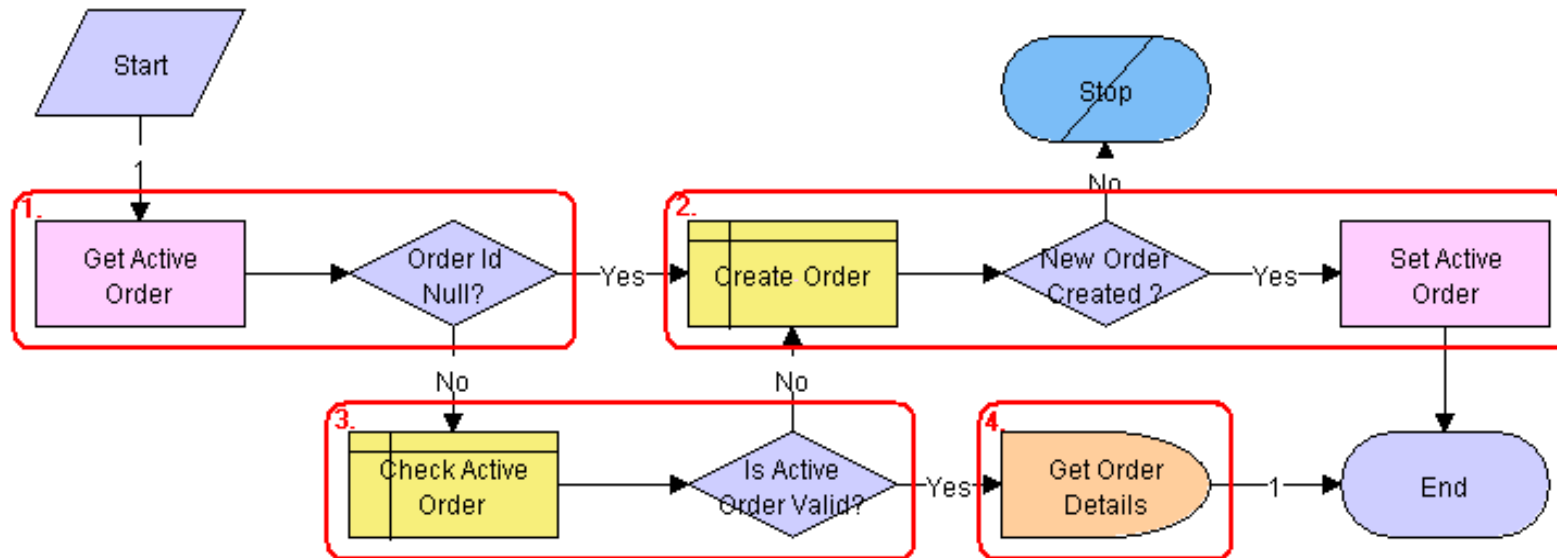 Start
Stop
1
No
1.
2.
Get Active
Order
Order Id
Null?
Yes
Create Order
New Order
Created ?
Yes
Set Active
Order
No
No
3.
4.
Check Active
Order
Is Active
Order Valid?
Yes
Get Order
Details
1
End